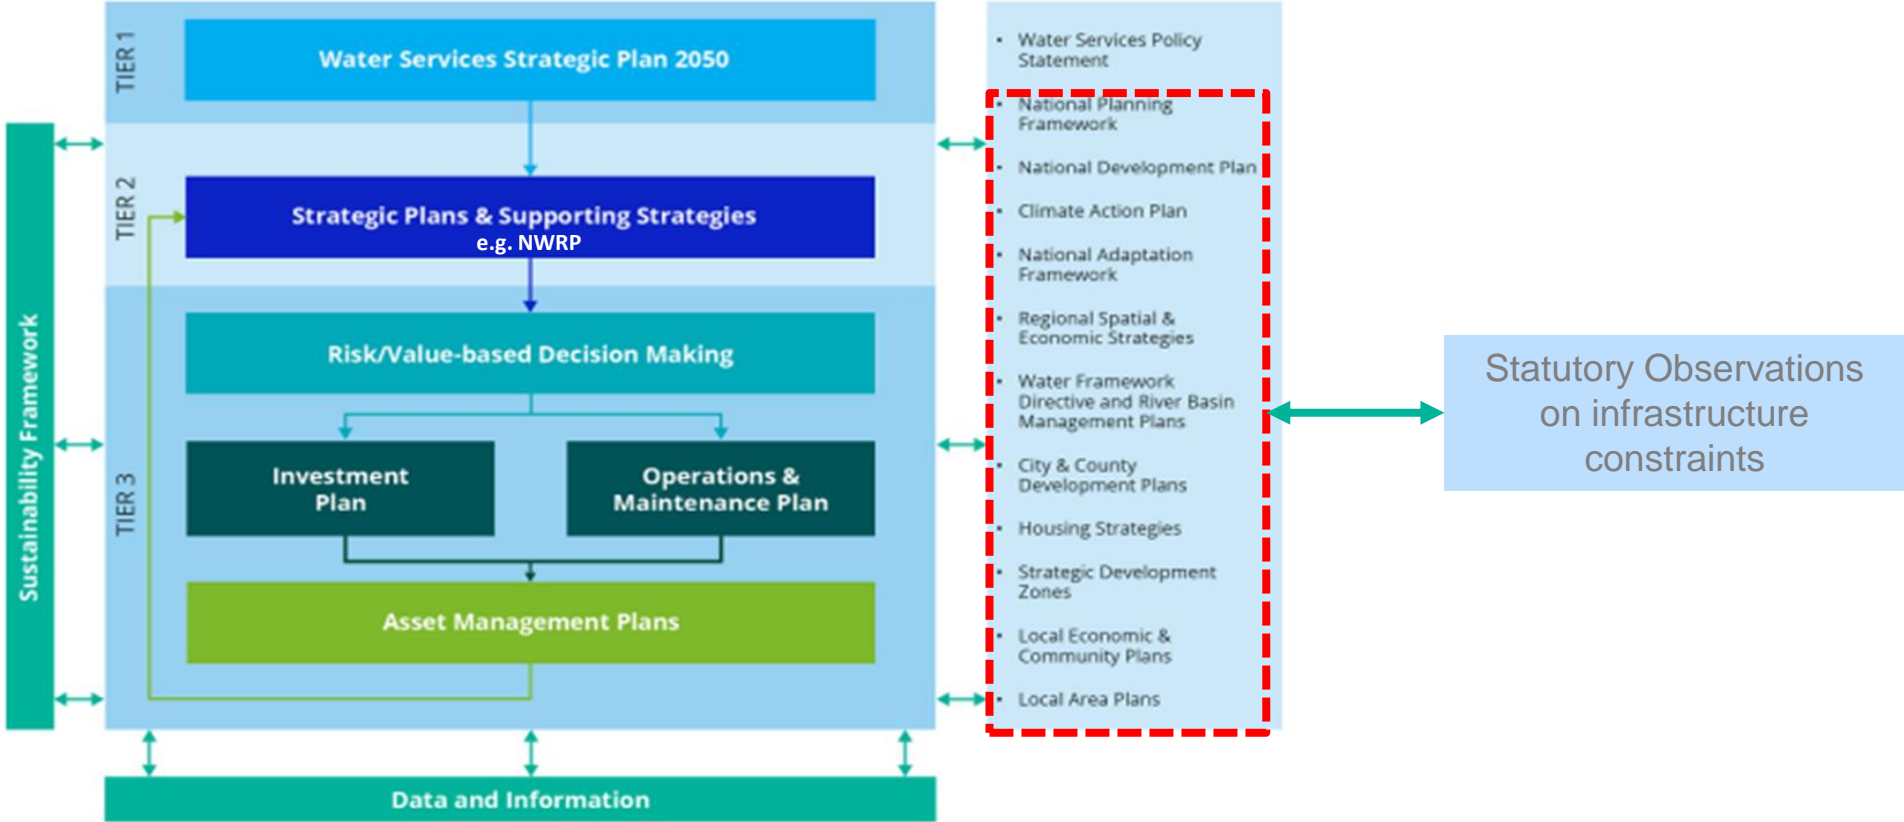 TIER 1
Water Services Strategic Plan 2050
TIER 2
Strategic Plans & Supporting Strategies
e.g. NWRP
Sustainability Framework
TIER 3
Risk/Value-based Decision Making
Investment
Plan
Operations &
Maintenance Plan
Asset Management Plans
Data and Information
• Water Services Policy
Statement
• National Planning
Framework
• National Development Plan
• Climate Action Plan
• National Adaptation
Framework
• Regional Spatial &
Economic Strategies
• Water Framework
Directive and River Basin
Management Plans
• City & County
Development Plans
• Housing Strategies
• Strategic Development
Zones
• Local Economic &
Community Plans
• Local Area Plans
Statutory Observations
on infrastructure
constraints